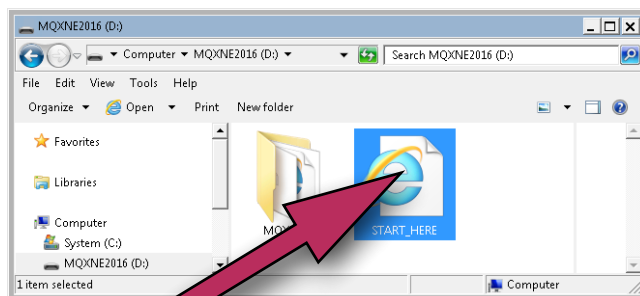 MQXNE2016 (D:)
Computer MQXNE2016 (D:) Search MQXNE2016 (D:)
File Edit View Tools Help
Organize Open Print New folder
Favorites
Libraries
Computer
System (C:)
MQXNE2016 (D:)
START_HERE
1 item selected Computer